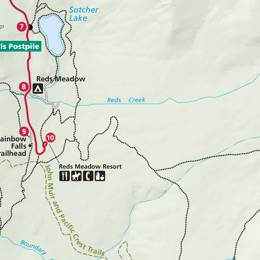 Sotcher
Lake
7
ls Postpile
Reds Meadow
8
Reds Creek
9
10
ainbow
Falls
railhead
Reds Meadow Resort
John Muir and Pacific Crest Trails
Boundary